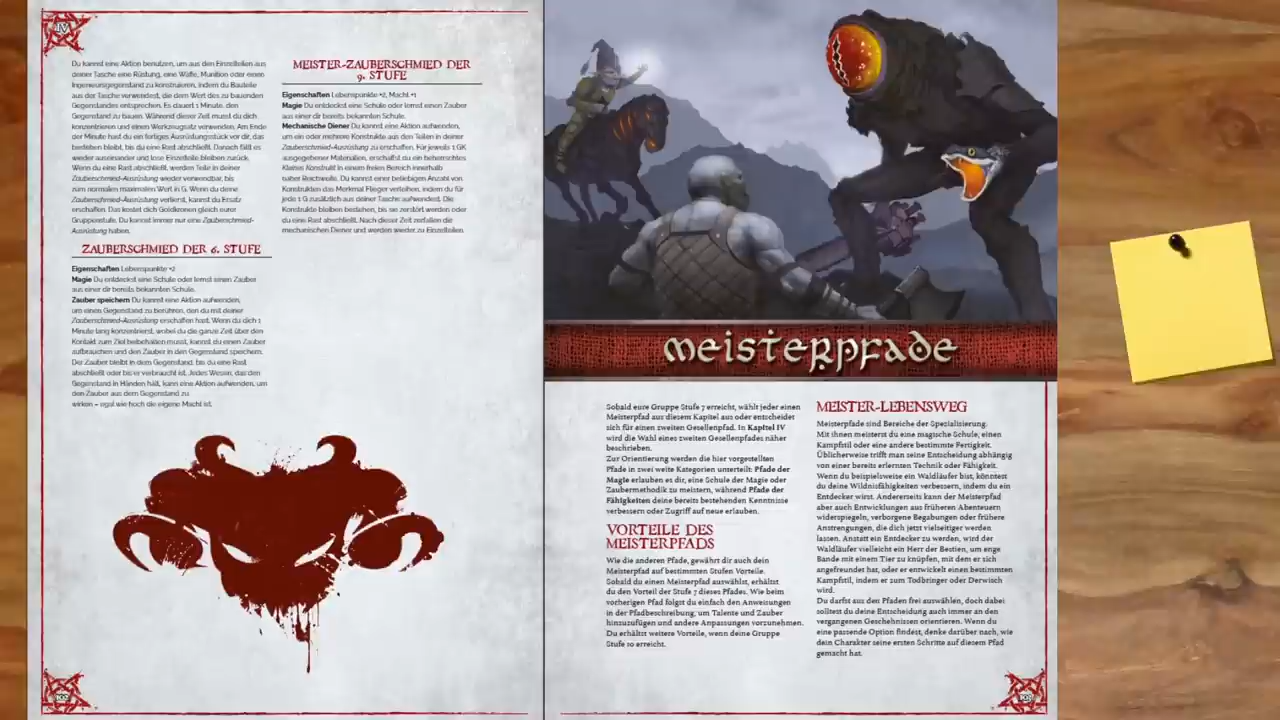 IV
Du kannst eine Aktion benutzen, um aus den Einzelteilen aus
deiner Tasche eine Rüstung, eine Waffe, Munition oder einen
Ingenieursgegenstand zu konstruieren, indem du Bauteile
aus der Tasche verwendest, die dem Wert des zu bauenden
Gegenstandes entsprechen. Es dauert 1 Minute, den
Gegenstand zu bauen. Während dieser Zeit musst du dich
konzentrieren und einen Werkzeugsatz verwenden. Am Ende
der Minute hast du ein fertiges Ausrüstungsstück vor dir, das
bestehen bleibt, bis du eine Rast abschließt. Danach fällt es
wieder auseinander und lose Einzelteile bleiben zurück.
Wenn du eine Rast abschließt, werden Teile in deiner
Zauberschmied-Ausrüstung wieder verwendbar, bis
zum normalen maximalen Wert in G. Wenn du deine
Zauberschmied-Ausrüstung verlierst, kannst du Ersatz
erschaffen. Das kostet dich Goldkronen gleich eurer
Gruppenstufe. Du kannst immer nur eine Zauberschmied-
Ausrüstung haben.
ZAUBERSCHMIED DER 6. STUFE
Eigenschaften Lebenspunkte +2
Magie Du entdeckst eine Schule oder lernst einen Zauber
aus einer dir bereits bekannten Schule.
Zauber speichern Du kannst eine Aktion aufwenden,
um einen Gegenstand zu berühren, den du mit deiner
Zauberschmied-Ausrüstung erschaffen hast. Wenn du dich 1
Minute lang konzentrierst, wobei du die ganze Zeit über den
Kontakt zum Ziel beibehalten musst, kannst du einen Zauber
aufbrauchen und den Zauber in den Gegenstand speichern.
Der Zauber bleibt in dem Gegenstand, bis du eine Rast
abschließt oder bis er verbraucht ist. Jedes Wesen, das den
Gegenstand in Händen hält, kann eine Aktion aufwenden, um
den Zauber aus dem Gegenstand zu
wirken – egal wie hoch die eigene Macht ist.
MEISTER-ZAUBERSCHMIED DER
9. STUFE
Eigenschaften Lebenspunkte +2, Macht +1
Magie Du entdeckst eine Schule oder lernst einen Zauber
aus einer dir bereits bekannten Schule.
Mechanische Diener Du kannst eine Aktion aufwenden,
um ein oder mehrere Konstrukte aus den Teilen in deiner
Zauberschmied-Ausrüstung zu erschaffen. Für jeweils 1 GK
ausgegebener Materialien, erschaffst du ein beherrschtes
Kleines Konstrukt in einem freien Bereich innerhalb
naher Reichweite. Du kannst einer beliebigen Anzahl von
Konstrukten das Merkmal Flieger verleihen, indem du für
jede 1 G zusätzlich aus deiner Tasche aufwendest. Die
Konstrukte bleiben bestehen, bis sie zerstört werden oder
du eine Rast abschließt. Nach dieser Zeit zerfallen die
mechanischen Diener und werden wieder zu Einzelteilen.
meisterpfade
Sobald eure Gruppe Stufe 7 erreicht, wählt jeder einen
Meisterpfad aus diesem Kapitel aus oder entscheidet
sich für einen zweiten Gesellenpfad. In Kapitel IV
wird die Wahl eines zweiten Gesellenpfades näher
beschrieben.
Zur Orientierung werden die hier vorgestellten
Pfade in zwei weite Kategorien unterteilt: Pfade der
Magie erlauben es dir, eine Schule der Magie oder
Zaubermethodik zu meistern, während Pfade der
Fähigkeiten deine bereits bestehenden Kenntnisse
verbessern oder Zugriff auf neue erlauben.
VORTEILE DES
MEISTERPFADS
Wie die anderen Pfade, gewährt dir auch dein
Meisterpfad auf bestimmten Stufen Vorteile.
Sobald du einen Meisterpfad auswählst, erhältst
du den Vorteil der Stufe 7 dieses Pfades. Wie beim
vorherigen Pfad folgst du einfach den Anweisungen
in der Pfadbeschreibung, um Talente und Zauber
hinzuzufügen und andere Anpassungen vorzunehmen.
Du erhältst weitere Vorteile, wenn deine Gruppe
Stufe 10 erreicht.
MEISTER-LEBENSWEG
Meisterpfade sind Bereiche der Spezialisierung.
Mit ihnen meisterst du eine magische Schule, einen
Kampfstil oder eine andere bestimmte Fertigkeit.
Üblicherweise trifft man seine Entscheidung abhängig
von einer bereits erlernten Technik oder Fähigkeit.
Wenn du beispielsweise ein Waldläufer bist, könntest
du deine Wildnisfähigkeiten verbessern, indem du ein
Entdecker wirst. Andererseits kann der Meisterpfad
aber auch Entwicklungen aus früheren Abenteuern
widerspiegeln, verborgene Begabungen oder frühere
Anstrengungen, die dich jetzt vielseitiger werden
lassen. Anstatt ein Entdecker zu werden, wird der
Waldläufer vielleicht ein Herr der Bestien, um enge
Bande mit einem Tier zu knüpfen, mit dem er sich
angefreundet hat, oder er entwickelt einen bestimmten
Kampfstil, indem er zum Todbringer oder Derwisch
wird.
Du darfst aus den Pfaden frei auswählen, doch dabei
solltest du deine Entscheidung auch immer an den
vergangenen Geschehnissen orientieren. Wenn du
eine passende Option findest, denke darüber nach, wie
dein Charakter seine ersten Schritte auf diesem Pfad
gemacht hat.